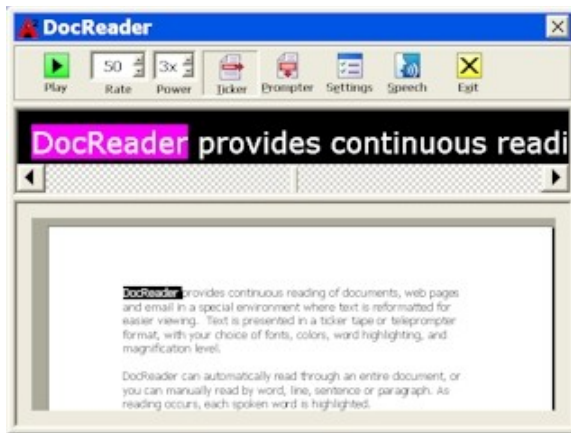 DocReader
50 3x
Play Rate Power Ticker Prompter Settings Speech Exit
DocReader provides continuous readi
DocReader provides continuous reading of documents, web pages
and email in a special environment where text is reformatted for
easier viewing. Text is presented in a ticker tape or teleprompter
format, with your choice of fonts, colors, word highlighting, and
magnification level.
DocReader can automatically read through an entire document, or
you can manually read by word, line, sentence or paragraph. As
reading occurs, each spoken word is highlighted.